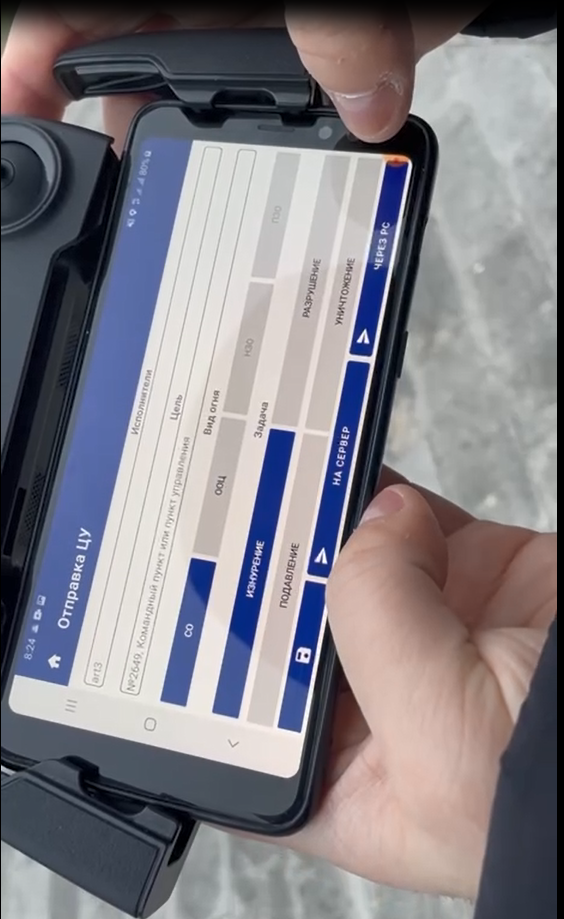 8:24
80%
Отправка ЦУ
Исполнители
art3
Цель
№2649, Командный пункт или пункт управления
Вид огня
СО
ООЦ
НЗО
ПЗО
Задача
ИЗНУРЕНИЕ
РАЗРУШЕНИЕ
ПОДАВЛЕНИЕ
УНИЧТОЖЕНИЕ
НА СЕРВЕР
ЧЕРЕЗ РС